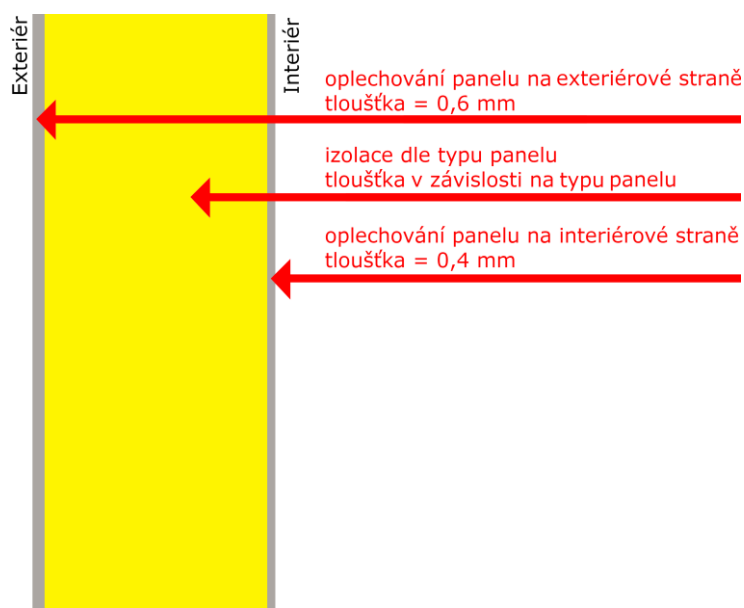 Exteriér
Interiér
oplechování panelu na exteriérové straně
tloušťka = 0,6 mm
izolace dle typu panelu
tloušťka v závislosti na typu panelu
oplechování panelu na interiérové straně
tloušťka = 0,4 mm